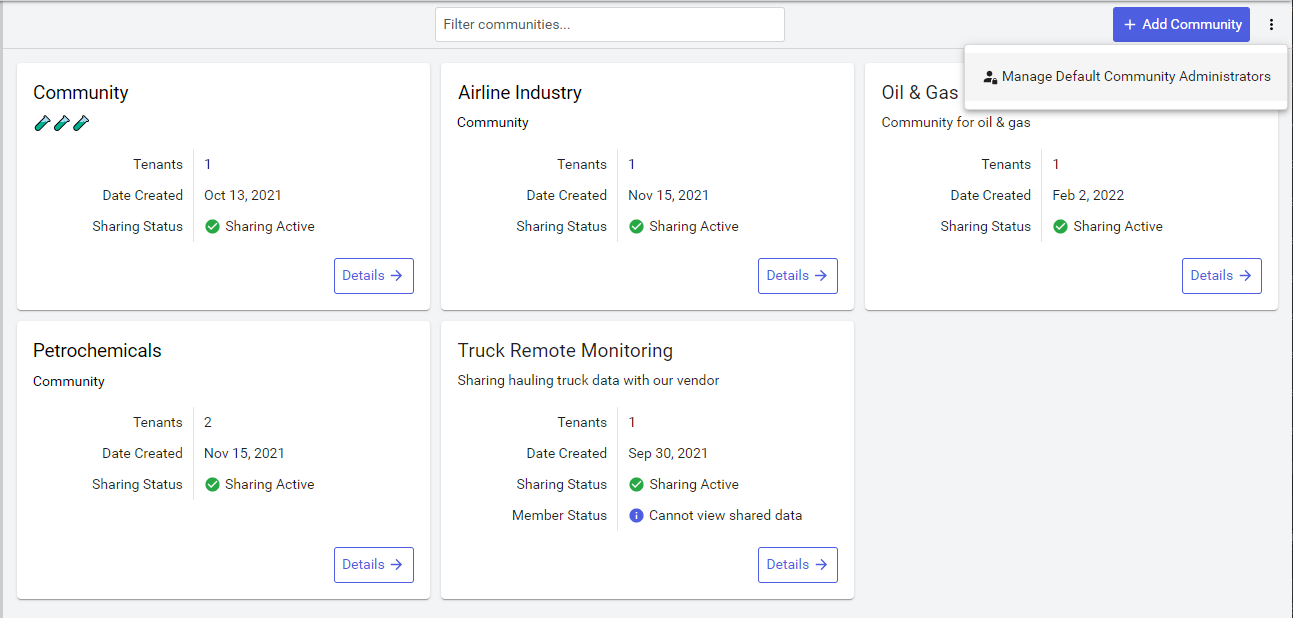 Filter communities...
+ Add Community
Manage Default Community Administrators
Community
Tenants 1
Date Created Oct 13, 2021
Sharing Status Sharing Active
Details →
Airline Industry
Community
Tenants 1
Date Created Nov 15, 2021
Sharing Status Sharing Active
Details →
Oil & Gas
Community for oil & gas
Tenants 1
Date Created Feb 2, 2022
Sharing Status Sharing Active
Details →
Petrochemicals
Community
Tenants 2
Date Created Nov 15, 2021
Sharing Status Sharing Active
Details →
Truck Remote Monitoring
Sharing hauling truck data with our vendor
Tenants 1
Date Created Sep 30, 2021
Sharing Status Sharing Active
Member Status Cannot view shared data
Details →